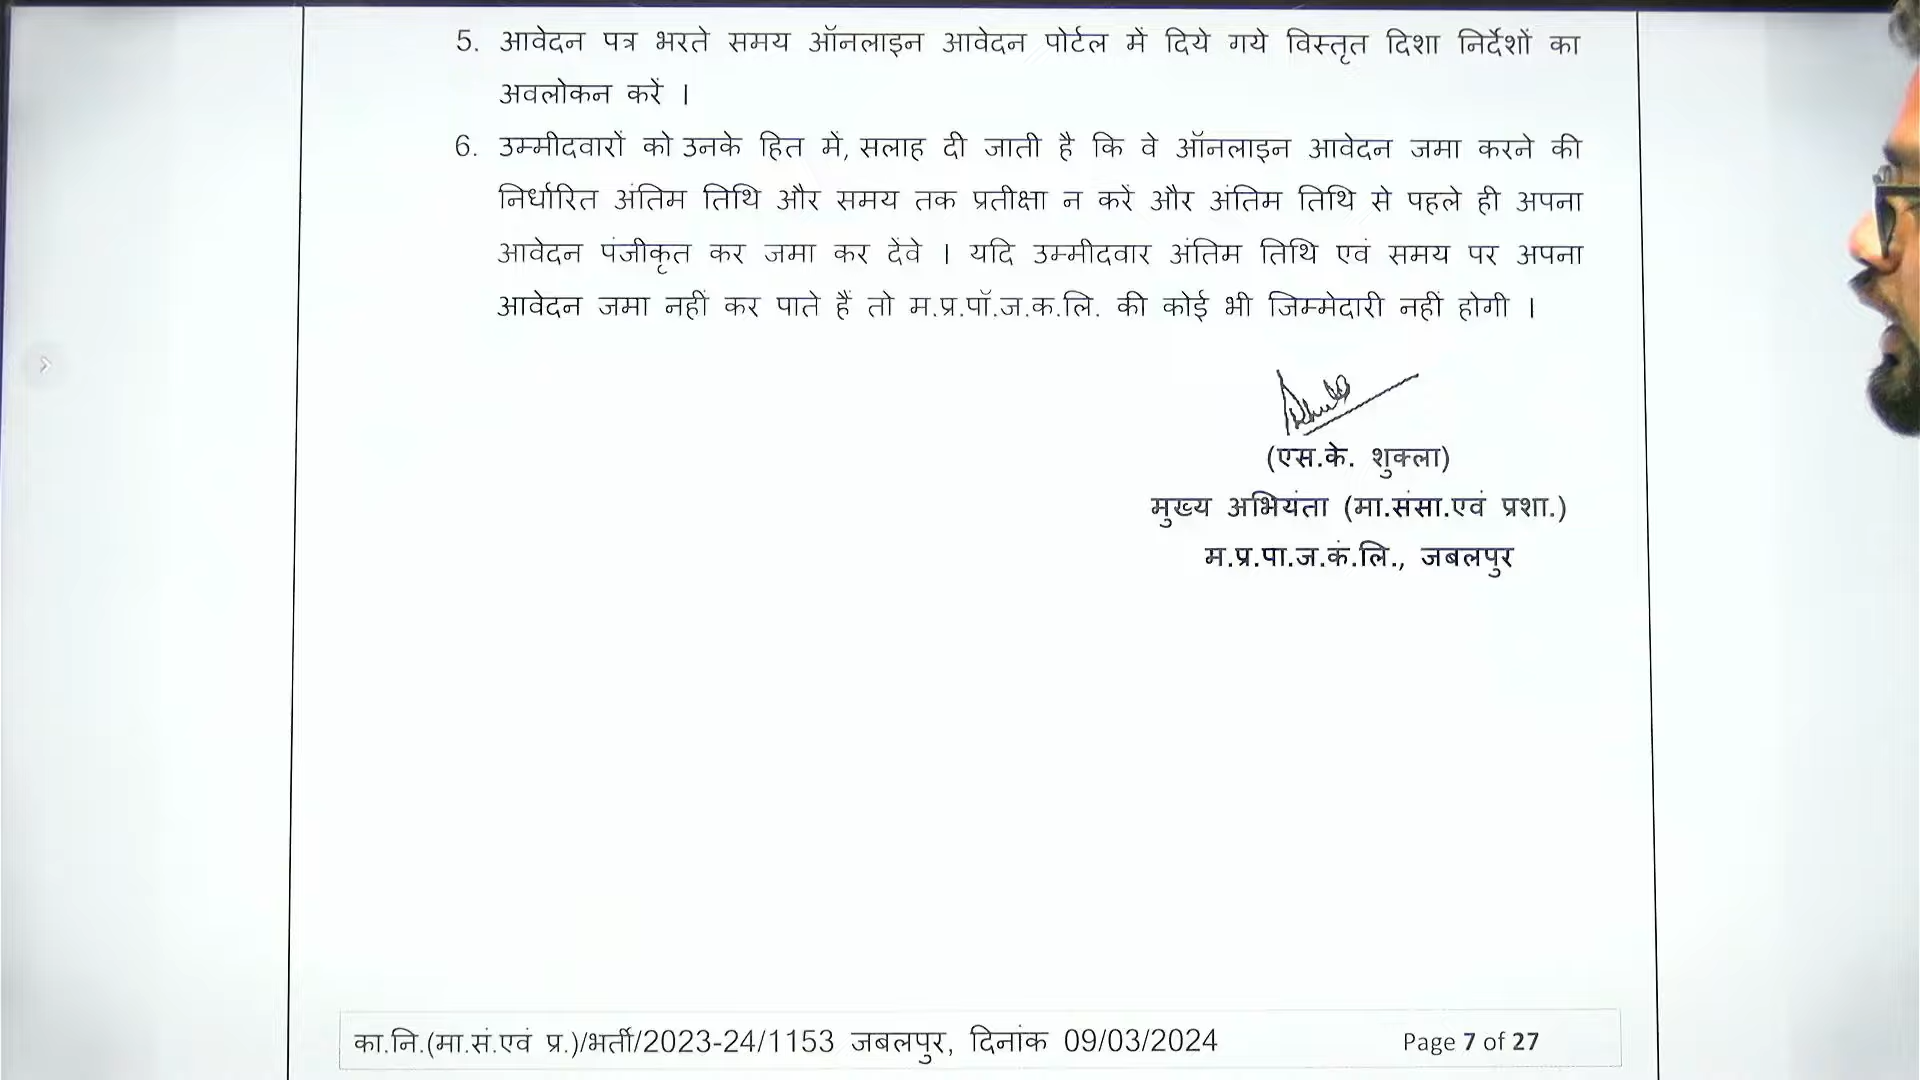 5. आवेदन पत्र भरते समय ऑनलाइन आवेदन पोर्टल में दिये गये विस्तृत दिशा निर्देशों का
अवलोकन करें ।
6. उम्मीदवारों को उनके हित में, सलाह दी जाती है कि वे ऑनलाइन आवेदन जमा करने की
निर्धारित अंतिम तिथि और समय तक प्रतीक्षा न करें और अंतिम तिथि से पहले ही अपना
आवेदन पंजीकृत कर जमा कर देंवे । यदि उम्मीदवार अंतिम तिथि एवं समय पर अपना
आवेदन जमा नहीं कर पाते हैं तो म.प्र.पॉ.ज.क.लि. की कोई भी जिम्मेदारी नहीं होगी ।
(एस.के. शुक्ला)
मुख्य अभियंता (मा.संसा.एवं प्रशा.)
म.प्र.पा.ज.कं.लि., जबलपुर
का.नि.(मा.सं.एवं प्र.)/भर्ती/2023-24/1153 जबलपुर, दिनांक 09/03/2024 Page 7 of 27